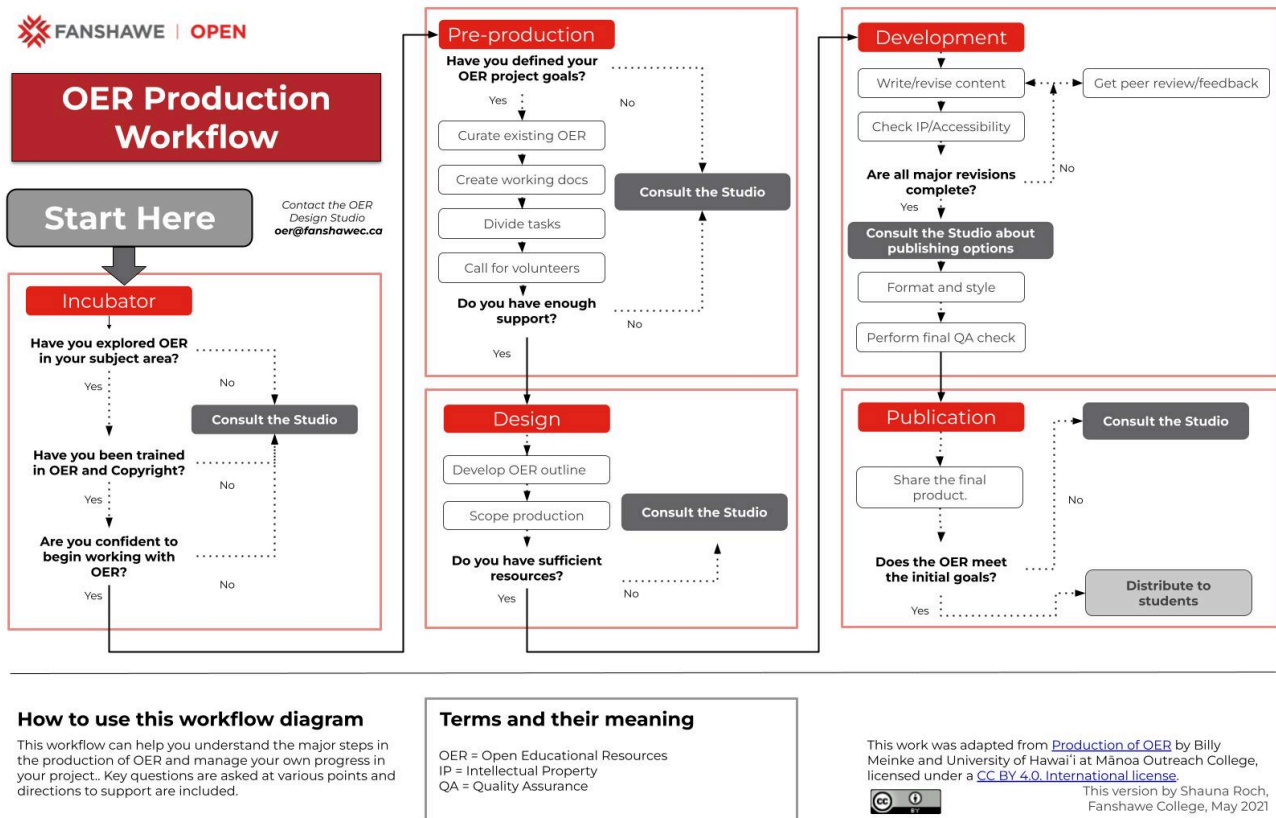 FANSHAWE | OPEN
OER Production
Workflow
Start Here
Contact the OER
Design Studio
oer@fanshawec.ca
Incubator
Have you explored OER
in your subject area?
Yes
No
Consult the Studio
Have you been trained
in OER and Copyright?
Yes
No
Are you confident to
begin working with
OER?
Yes
No
Pre-production
Have you defined your
OER project goals?
Yes
No
Curate existing OER
Create working docs
Consult the Studio
Divide tasks
Call for volunteers
Do you have enough
support?
No
Yes
Design
Develop OER outline
Scope production
Consult the Studio
Do you have sufficient
resources?
No
Yes
Development
Write/revise content
Get peer review/feedback
Check IP/Accessibility
No
Are all major revisions
complete?
Yes
Consult the Studio about
publishing options
Format and style
Perform final QA check
Publication
Consult the Studio
Share the final
product.
No
Does the OER meet
the initial goals?
Yes
Distribute to
students
How to use this workflow diagram
This workflow can help you understand the major steps in
the production of OER and manage your own progress in
your project.. Key questions are asked at various points and
directions to support are included.
Terms and their meaning
OER = Open Educational Resources
IP = Intellectual Property
QA = Quality Assurance
This work was adapted from Production of OER by Billy
Meinke and University of Hawaiʻi at Mānoa Outreach College,
licensed under a CC BY 4.0. International license.
cc
BY
This version by Shauna Roch,
Fanshawe College, May 2021